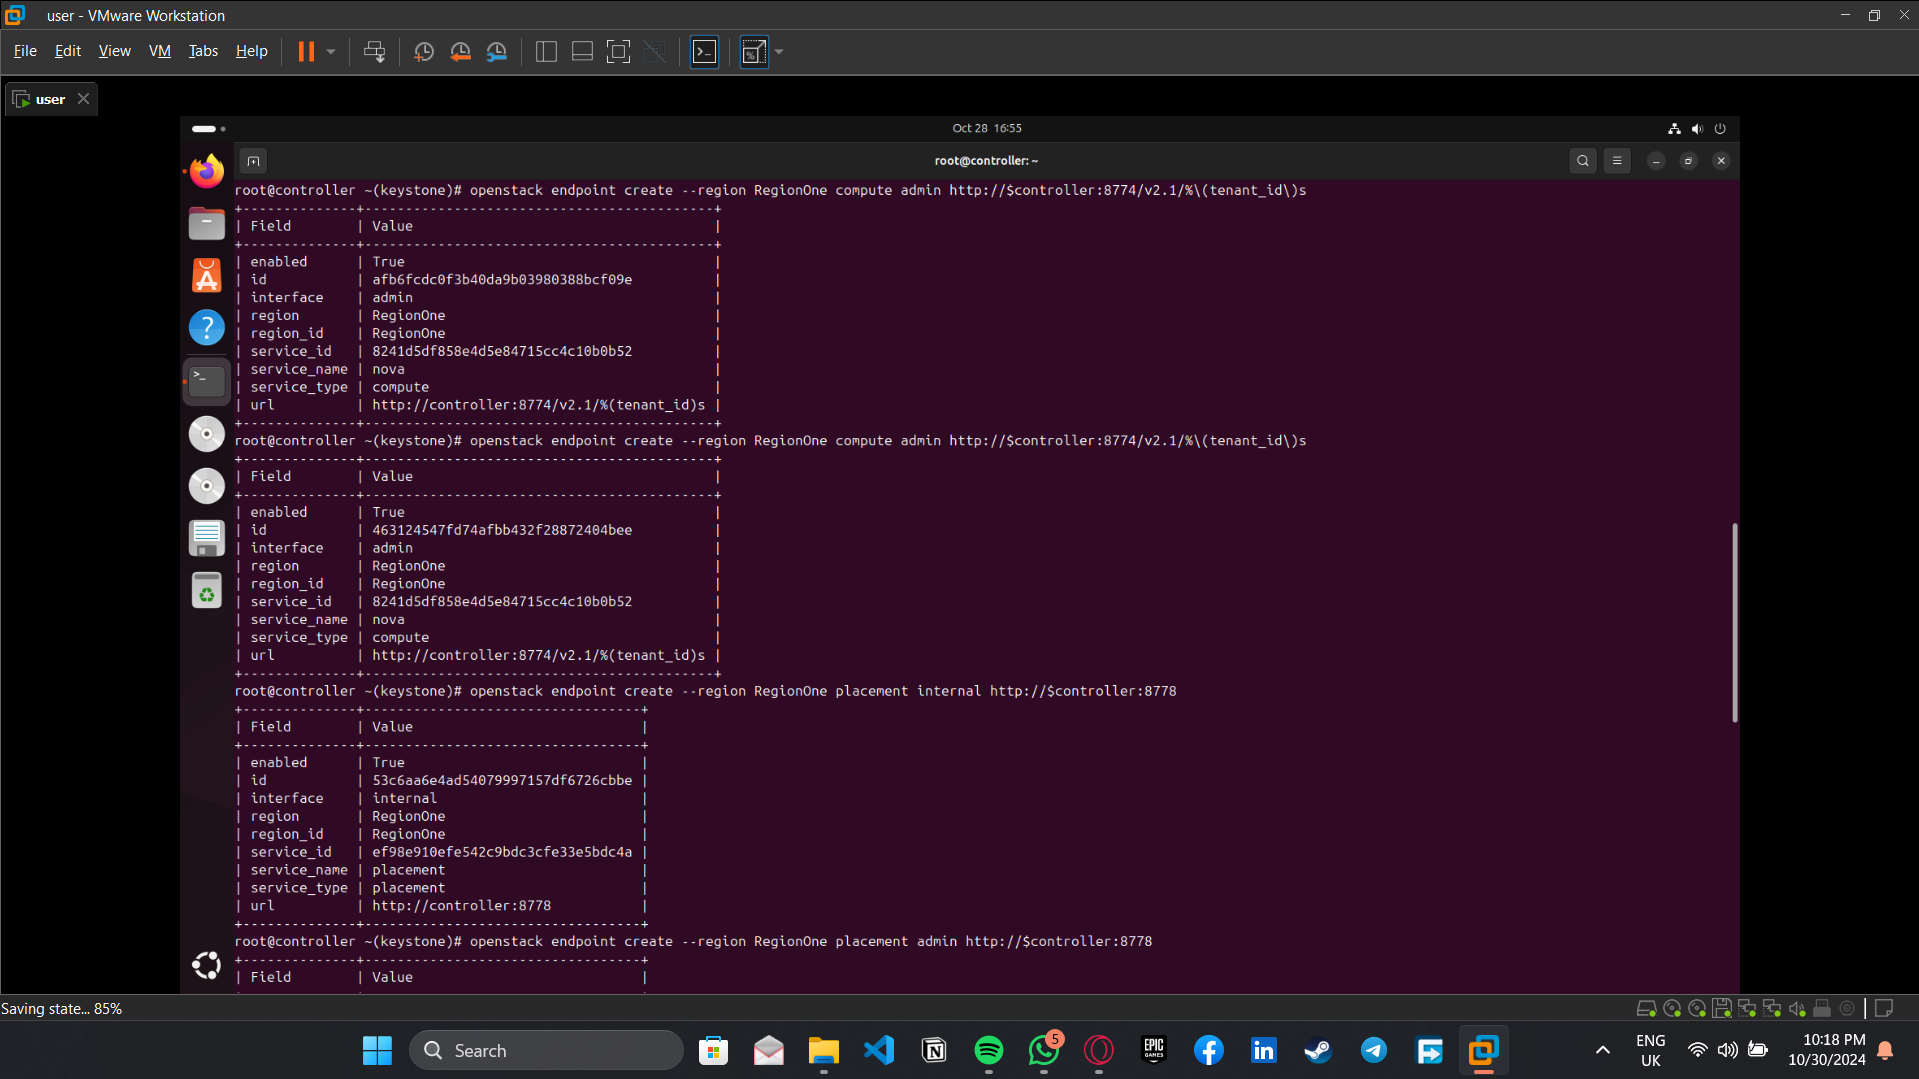 user - VMware Workstation
File Edit View VM Tabs Help
user
Oct 28 16:55
root@controller: ~
root@controller ~(keystone)# openstack endpoint create --region RegionOne compute admin http://$controller:8774/v2.1/%\(tenant_id\)s
+--------------+-------------------------------------------+
| Field        | Value                                     |
+--------------+-------------------------------------------+
| enabled      | True                                      |
| id           | afb6fcdc0f3b40da9b03980388bcf09e          |
| interface    | admin                                     |
| region       | RegionOne                                 |
| region_id    | RegionOne                                 |
| service_id   | 8241d5df858e4d5e84715cc4c10b0b52          |
| service_name | nova                                      |
| service_type | compute                                   |
| url          | http://controller:8774/v2.1/%(tenant_id)s |
+--------------+-------------------------------------------+
root@controller ~(keystone)# openstack endpoint create --region RegionOne compute admin http://$controller:8774/v2.1/%\(tenant_id\)s
+--------------+-------------------------------------------+
| Field        | Value                                     |
+--------------+-------------------------------------------+
| enabled      | True                                      |
| id           | 463124547fd74afbb432f28872404bee          |
| interface    | admin                                     |
| region       | RegionOne                                 |
| region_id    | RegionOne                                 |
| service_id   | 8241d5df858e4d5e84715cc4c10b0b52          |
| service_name | nova                                      |
| service_type | compute                                   |
| url          | http://controller:8774/v2.1/%(tenant_id)s |
+--------------+-------------------------------------------+
root@controller ~(keystone)# openstack endpoint create --region RegionOne placement internal http://$controller:8778
+--------------+----------------------------------+
| Field        | Value                            |
+--------------+----------------------------------+
| enabled      | True                             |
| id           | 53c6aa6e4ad54079997157df6726cbbe |
| interface    | internal                         |
| region       | RegionOne                        |
| region_id    | RegionOne                        |
| service_id   | ef98e910efe542c9bdc3cfe33e5bdc4a |
| service_name | placement                        |
| service_type | placement                        |
| url          | http://controller:8778           |
+--------------+----------------------------------+
root@controller ~(keystone)# openstack endpoint create --region RegionOne placement admin http://$controller:8778
+--------------+----------------------------------+
| Field        | Value                            |
Saving state... 85%
Search
5
EPIC GAMES
ENG
UK
10:18 PM
10/30/2024